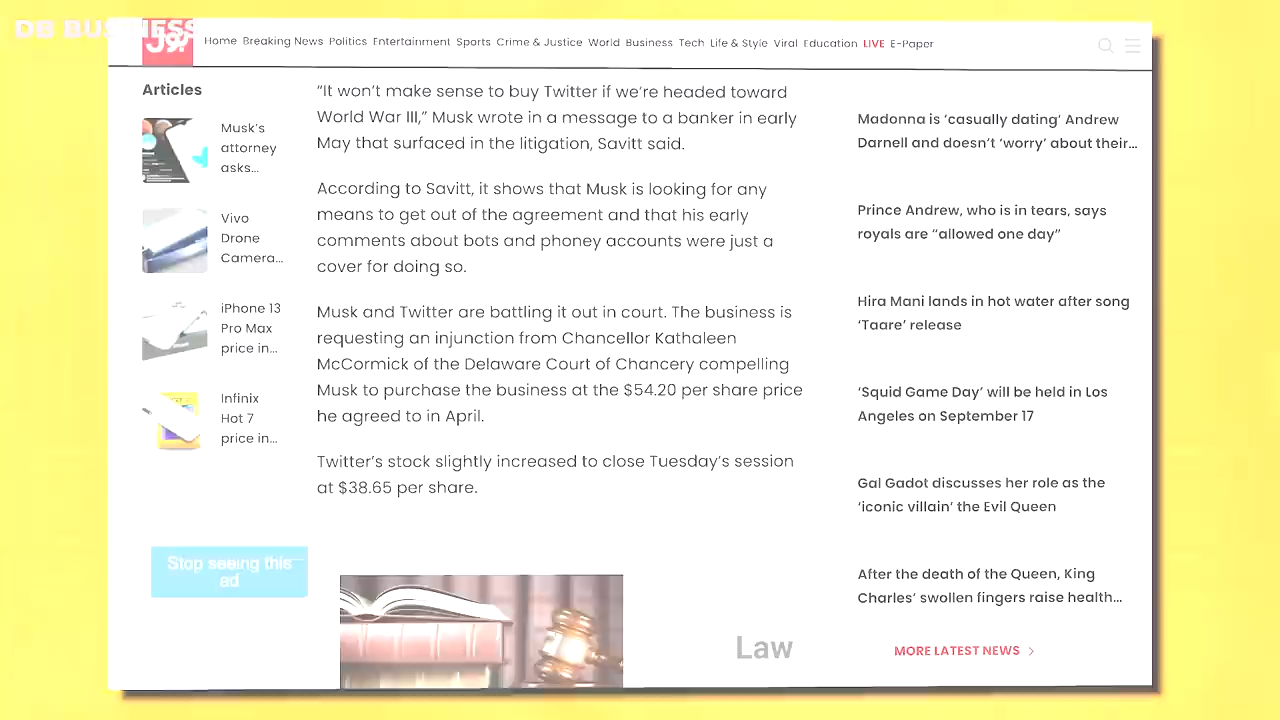 DB BUSINESS
Home Breaking News Politics Entertainment Sports Crime & Justice World Business Tech Life & Style Viral Education LIVE E-Paper
Articles
Musk's
attorney
asks...
Vivo
Drone
Camera...
iPhone 13
Pro Max
price in...
Infinix
Hot 7
price in...
Stop seeing this
ad
“It won’t make sense to buy Twitter if we’re headed toward
World War III,” Musk wrote in a message to a banker in early
May that surfaced in the litigation, Savitt said.
According to Savitt, it shows that Musk is looking for any
means to get out of the agreement and that his early
comments about bots and phoney accounts were just a
cover for doing so.
Musk and Twitter are battling it out in court. The business is
requesting an injunction from Chancellor Kathaleen
McCormick of the Delaware Court of Chancery compelling
Musk to purchase the business at the $54.20 per share price
he agreed to in April.
Twitter’s stock slightly increased to close Tuesday’s session
at $38.65 per share.
Law
Madonna is ‘casually dating’ Andrew
Darnell and doesn’t ‘worry’ about their...
Prince Andrew, who is in tears, says
royals are “allowed one day”
Hira Mani lands in hot water after song
‘Taare’ release
‘Squid Game Day’ will be held in Los
Angeles on September 17
Gal Gadot discusses her role as the
‘iconic villain’ the Evil Queen
After the death of the Queen, King
Charles’ swollen fingers raise health...
MORE LATEST NEWS